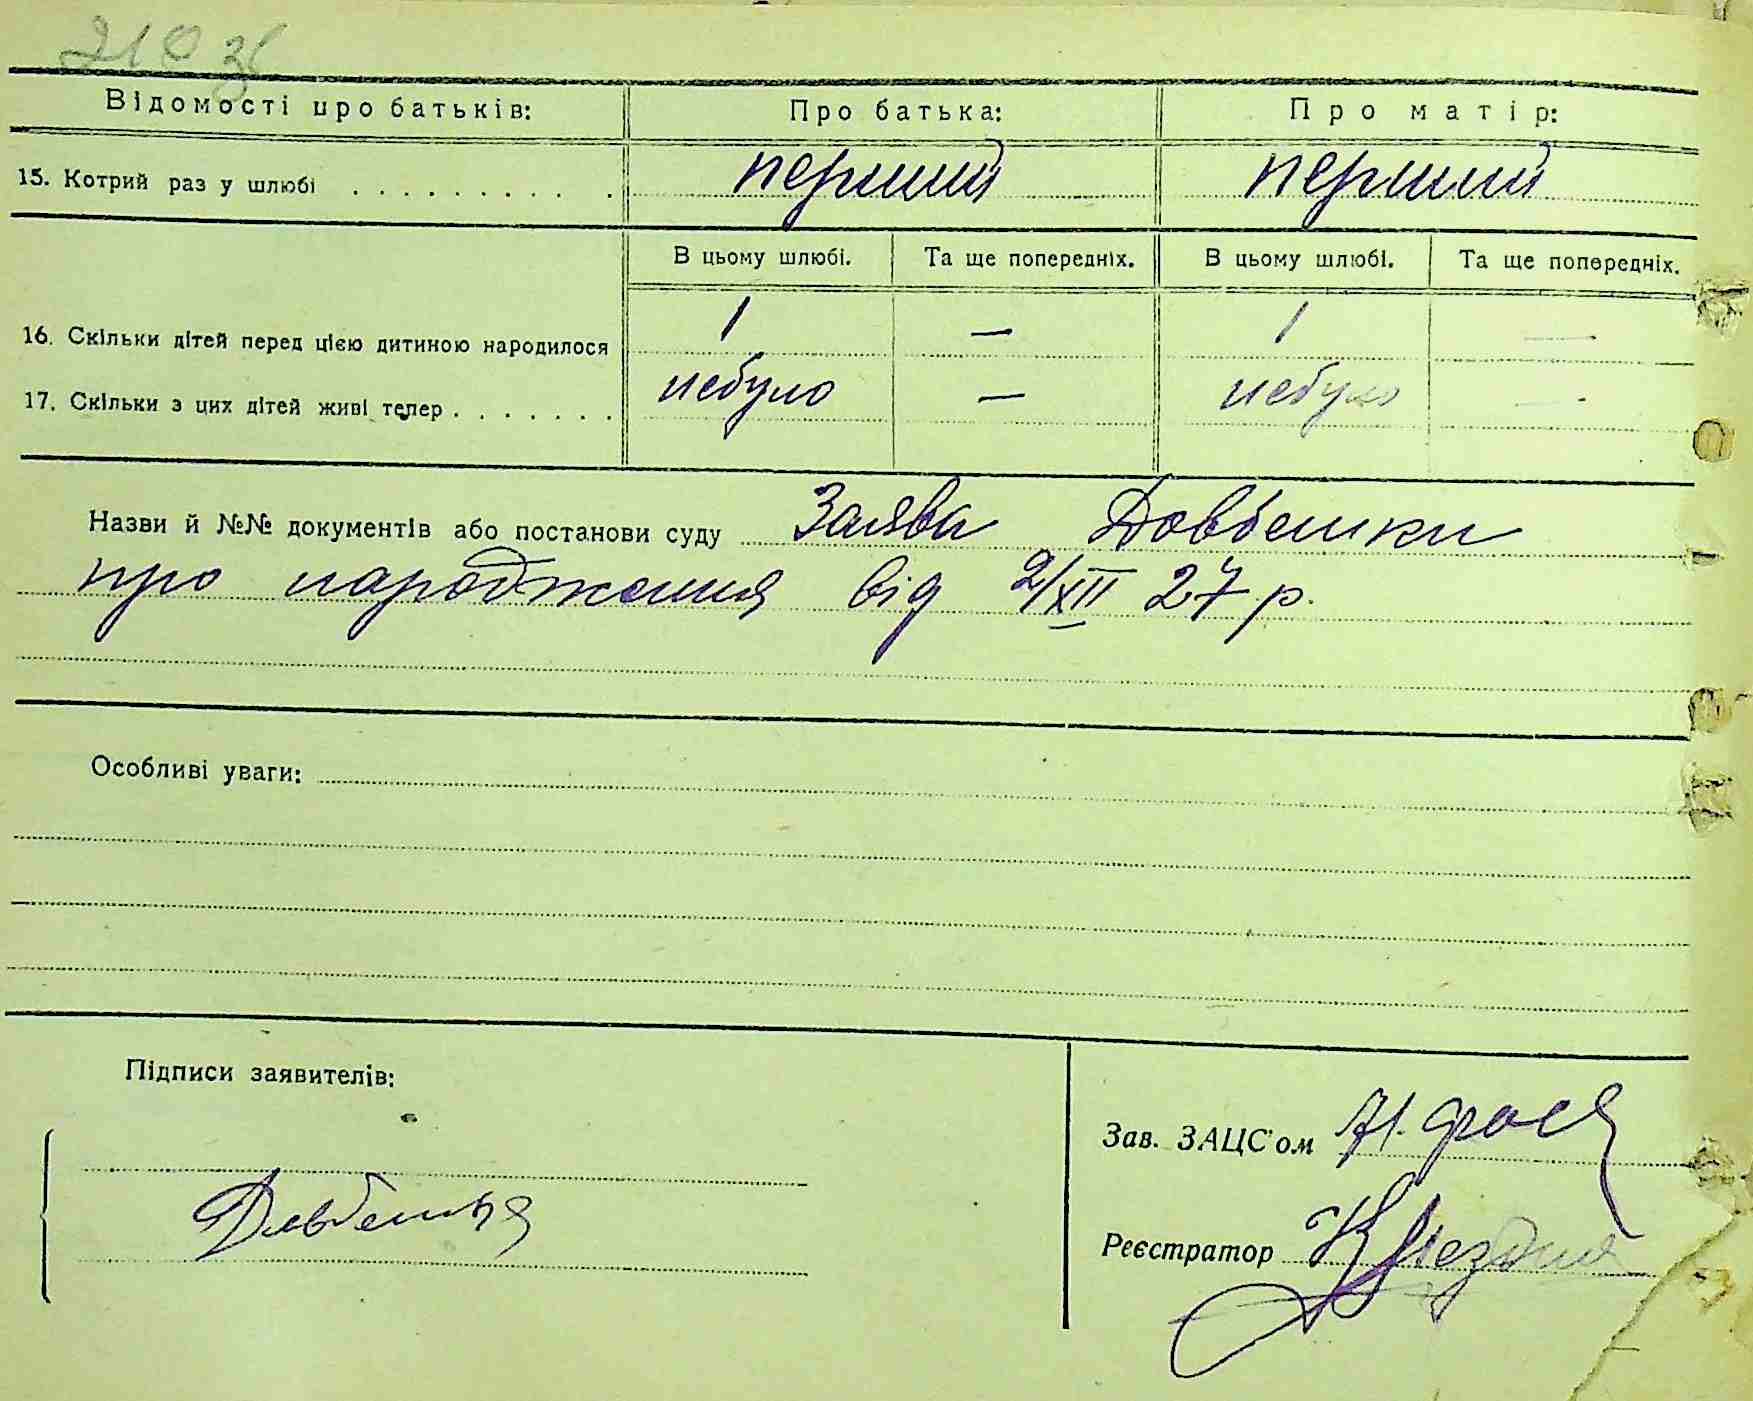 210 зв
Відомості про батьків: Про батька: Про матір:
15. Котрий раз у шлюбі . . . . . . . . . . перший перший
В цьому шлюбі. Та ще попередніх. В цьому шлюбі. Та ще попередніх.
16. Скільки дітей перед цією дитиною народилося 1 — 1 —
17. Скільки з цих дітей живі тепер . . . . . . . небуло — небуло —
Назви й №№ документів або постанови суду Заява Довбешки
про народження від 2/XII 27 р.
Особливі уваги:
Підписи заявителів:
Зав. ЗАЦС'ом
Довбешка
Реєстратор